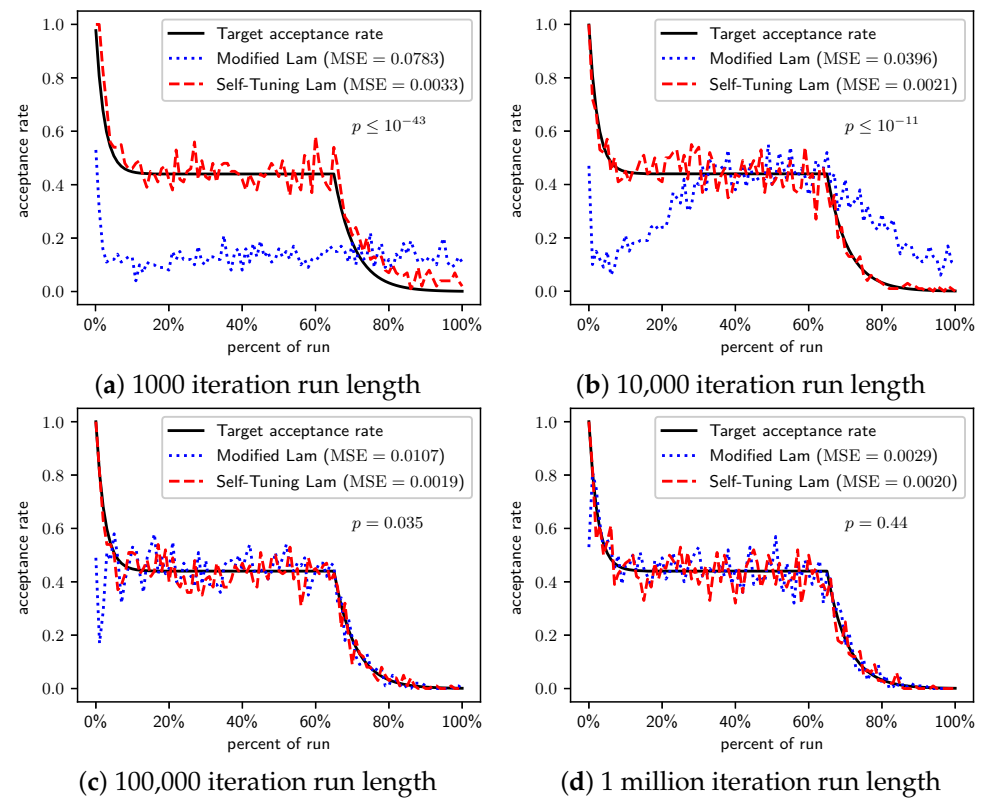 Target acceptance rate
Modified Lam (MSE = 0.0783)
Self-Tuning Lam (MSE = 0.0033)
p ≤ 10⁻⁴³
acceptance rate
1.0
0.8
0.6
0.4
0.2
0.0
0% 20% 40% 60% 80% 100%
percent of run
(a) 1000 iteration run length
Target acceptance rate
Modified Lam (MSE = 0.0396)
Self-Tuning Lam (MSE = 0.0021)
p ≤ 10⁻¹¹
acceptance rate
1.0
0.8
0.6
0.4
0.2
0.0
0% 20% 40% 60% 80% 100%
percent of run
(b) 10,000 iteration run length
Target acceptance rate
Modified Lam (MSE = 0.0107)
Self-Tuning Lam (MSE = 0.0019)
p = 0.035
acceptance rate
1.0
0.8
0.6
0.4
0.2
0.0
0% 20% 40% 60% 80% 100%
percent of run
(c) 100,000 iteration run length
Target acceptance rate
Modified Lam (MSE = 0.0029)
Self-Tuning Lam (MSE = 0.0020)
p = 0.44
acceptance rate
1.0
0.8
0.6
0.4
0.2
0.0
0% 20% 40% 60% 80% 100%
percent of run
(d) 1 million iteration run length